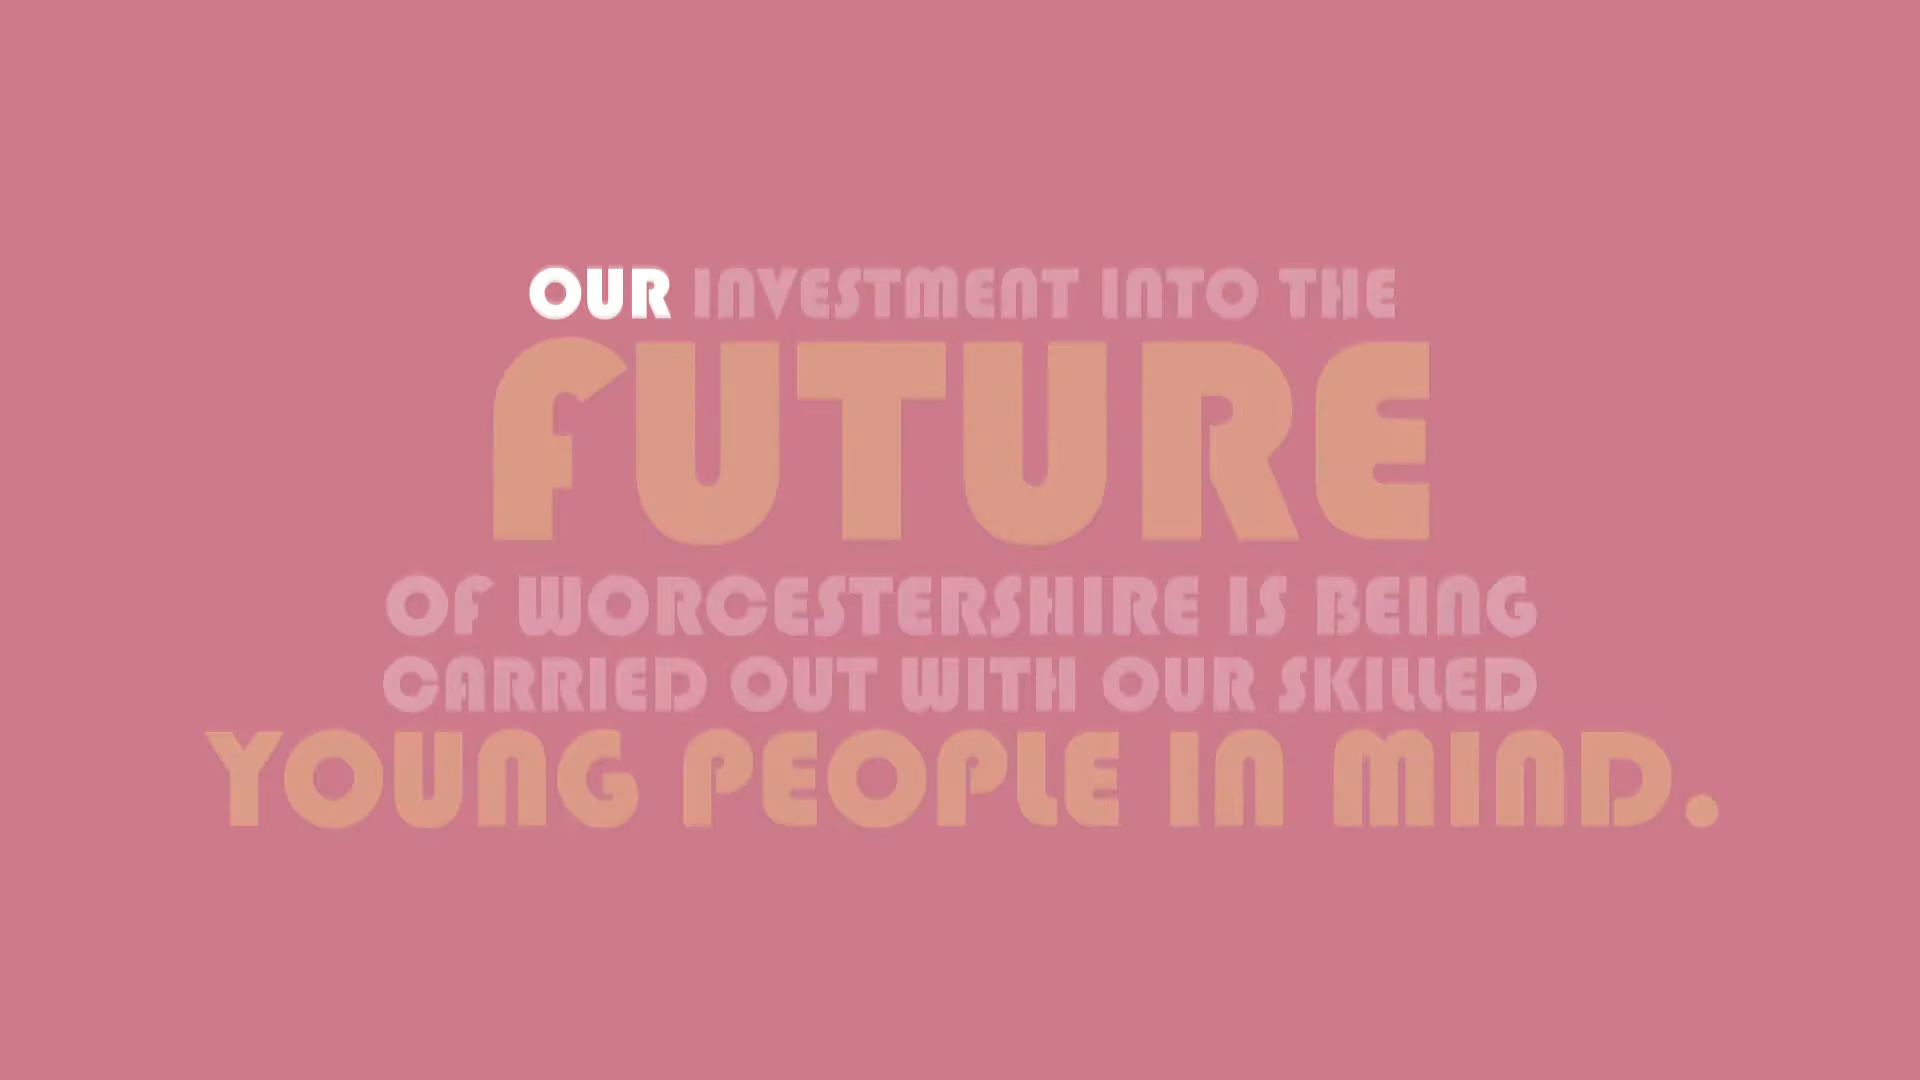 OUR INVESTMENT INTO THE
FUTURE
OF WORCESTERSHIRE IS BEING
CARRIED OUT WITH OUR SKILLED
YOUNG PEOPLE IN MIND.